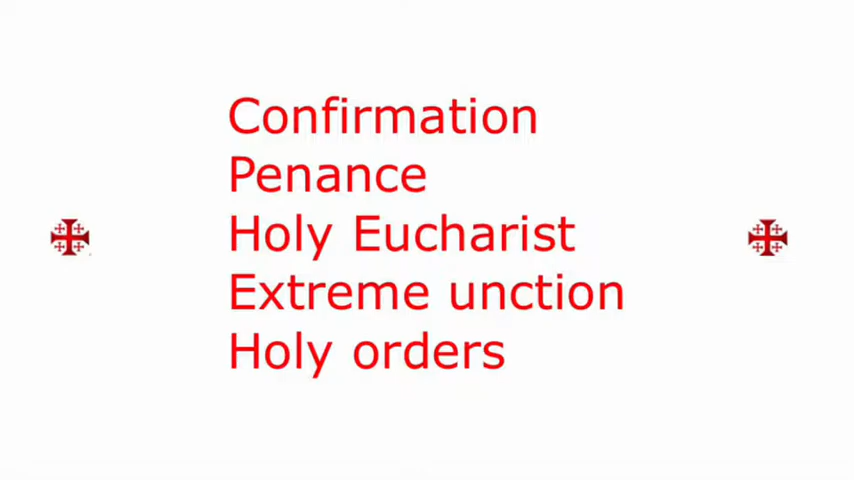 Confirmation
Penance
Holy Eucharist
Extreme unction
Holy orders